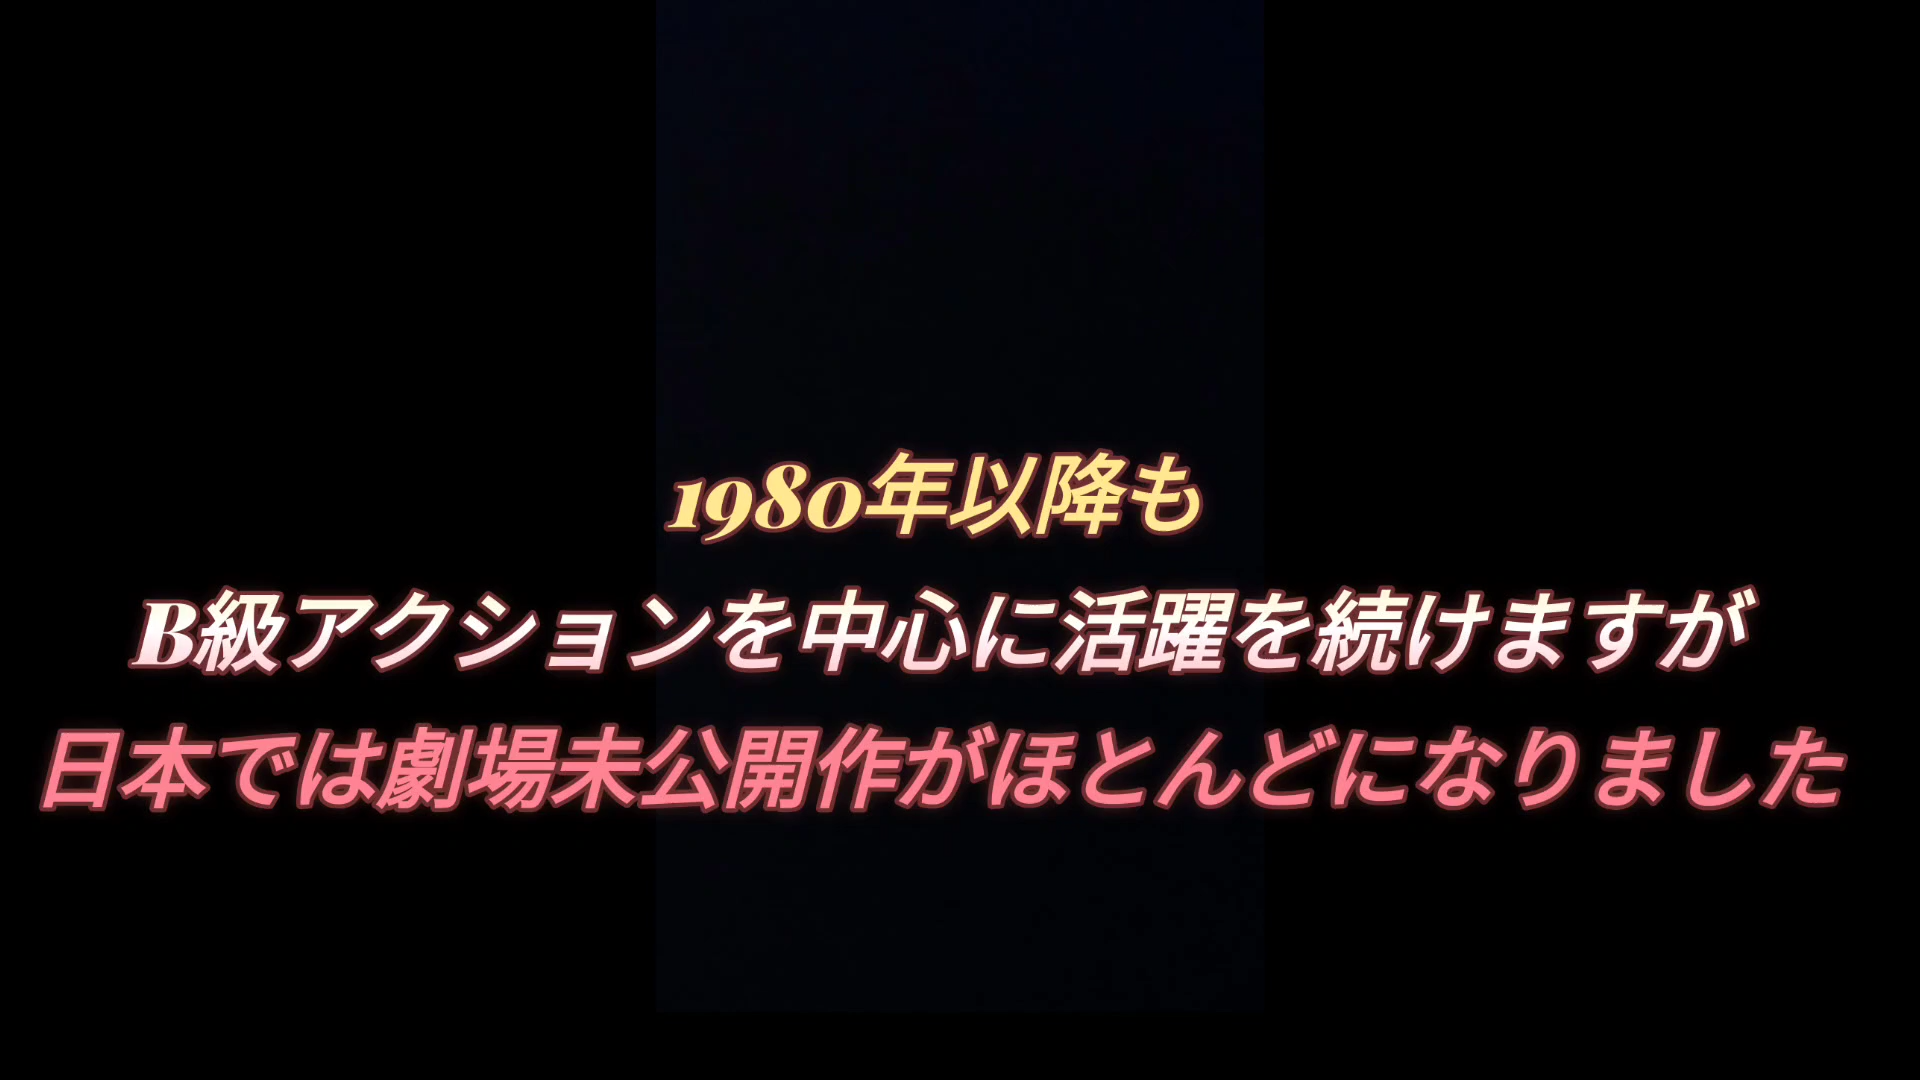 1980年以降も
B級アクションを中心に活躍を続けますが
日本では劇場未公開作がほとんどになりました